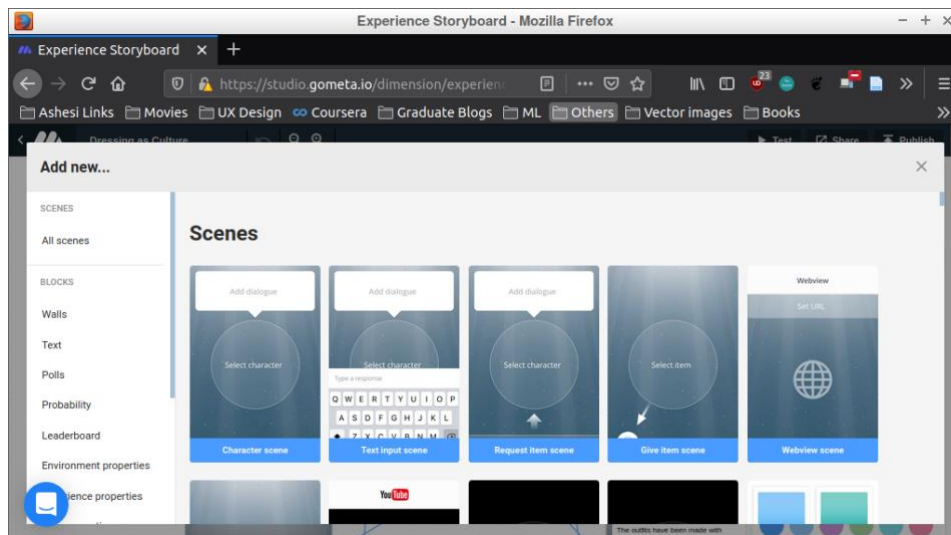 Experience Storyboard - Mozilla Firefox
Experience Storyboard
https://studio.gometa.io/dimension/experien
23
Ashesi Links Movies UX Design Coursera Graduate Blogs ML Others Vector images Books
Dressing as Culture Test Share Publish
Add new...
SCENES
All scenes
BLOCKS
Walls
Text
Polls
Probability
Leaderboard
Environment properties
ience properties
Scenes
Add dialogue
Select character
Character scene
Add dialogue
Select character
Type a response
Q W E R T Y U I O P
A S D F G H J K L
Z X C V B N M
Text input scene
Add dialogue
Select character
Request item scene
Select item
Give item scene
Webview
Set URL
Webview scene
YouTube
The outfits have been made with